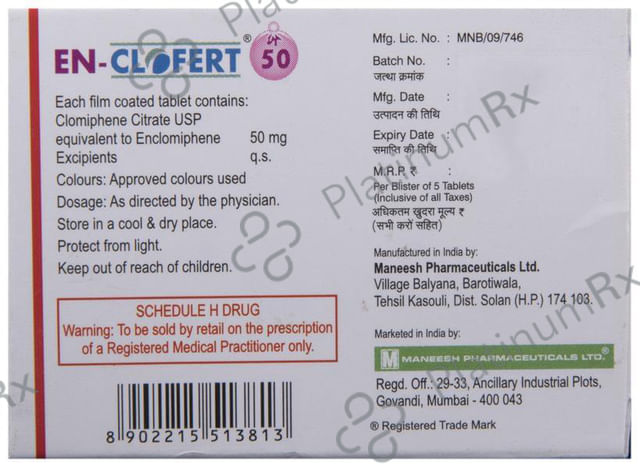 EN-CLOFERT® 50
Each film coated tablet contains:
Clomiphene Citrate USP
equivalent to Enclomiphene 50 mg
Excipients q.s.
Colours: Approved colours used
Dosage: As directed by the physician.
Store in a cool & dry place.
Protect from light.
Keep out of reach of children.
SCHEDULE H DRUG
Warning: To be sold by retail on the prescription
of a Registered Medical Practitioner only.
8 902215 513813
Mfg. Lic. No. : MNB/09/746
Batch No. :
जत्था क्रमांक
Mfg. Date :
उत्पादन की तिथि
Expiry Date :
समाप्ति की तिथि
M.R.P. ₹ :
Per Blister of 5 Tablets
(Inclusive of all Taxes)
अधिकतम खुदरा मूल्य ₹
(सभी करों सहित)
Manufactured in India by:
Maneesh Pharmaceuticals Ltd.
Village Balyana, Barotiwala,
Tehsil Kasouli, Dist. Solan (H.P.) 174 103.
Marketed in India by:
M MANEESH PHARMACEUTICALS LTD.®
Regd. Off.: 29-33, Ancillary Industrial Plots,
Govandi, Mumbai - 400 043
® Registered Trade Mark
PlatinumRx
PlatinumRx
Rx